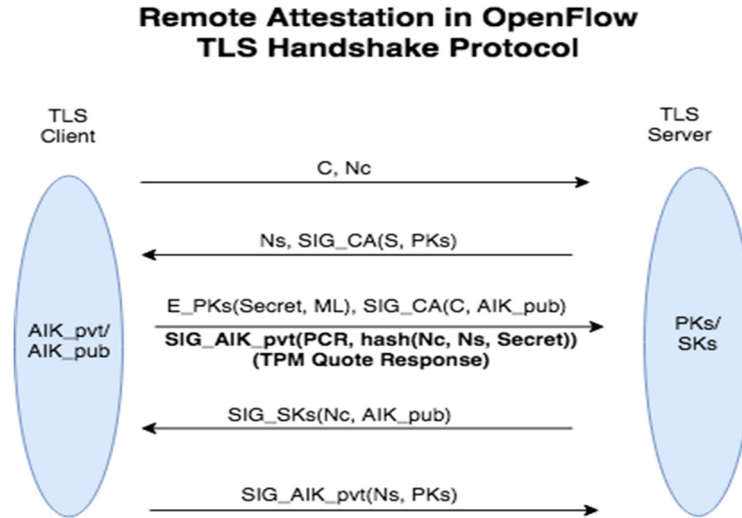 Remote Attestation in OpenFlow
TLS Handshake Protocol
TLS
Client
TLS
Server
C, Nc
Ns, SIG_CA(S, PKs)
E_PKs(Secret, ML), SIG_CA(C, AIK_pub)
SIG_AIK_pvt(PCR, hash(Nc, Ns, Secret))
(TPM Quote Response)
AIK_pvt/
AIK_pub
PKs/
SKs
SIG_SKs(Nc, AIK_pub)
SIG_AIK_pvt(Ns, PKs)